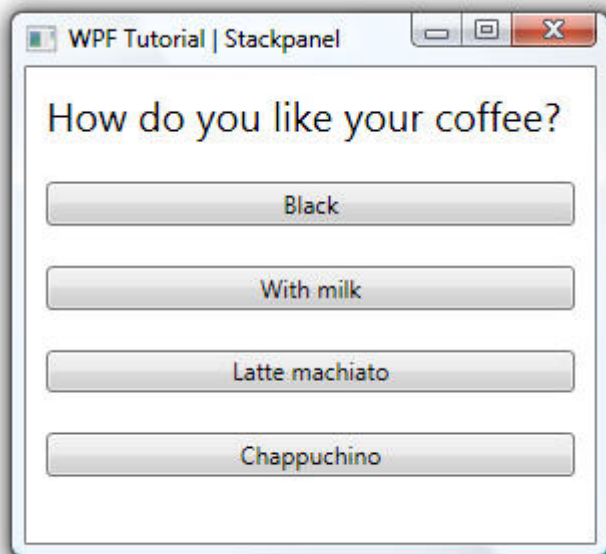 WPF Tutorial | Stackpanel
How do you like your coffee?
Black
With milk
Latte machiato
Chappuchino